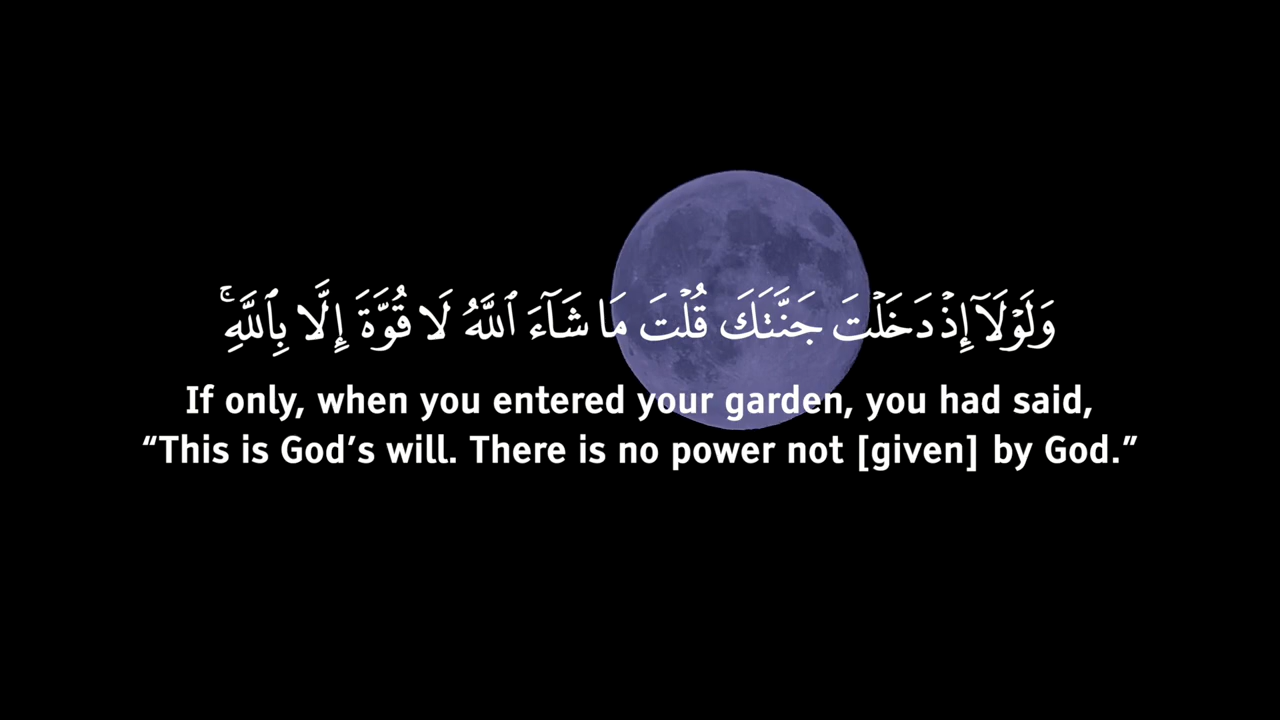 وَلَوْلَآ إِذْ دَخَلْتَ جَنَّتَكَ قُلْتَ مَا شَآءَ ٱللَّهُ لَا قُوَّةَ إِلَّا بِٱللَّهِ ۚ
If only, when you entered your garden, you had said,
“This is God’s will. There is no power not [given] by God.”